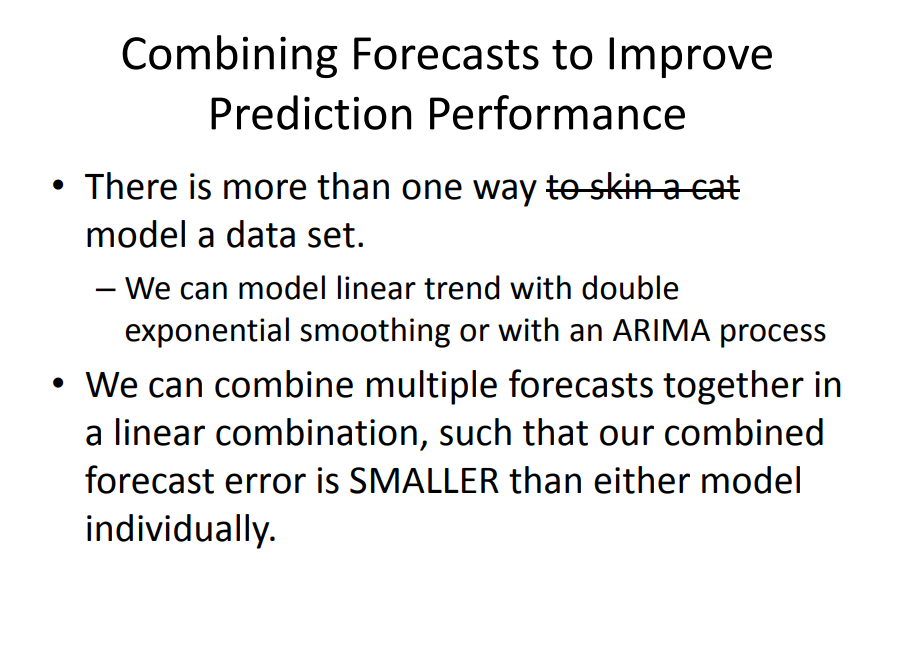 Combining Forecasts to Improve
Prediction Performance
• There is more than one way to skin a cat
model a data set.
– We can model linear trend with double
exponential smoothing or with an ARIMA process
• We can combine multiple forecasts together in
a linear combination, such that our combined
forecast error is SMALLER than either model
individually.